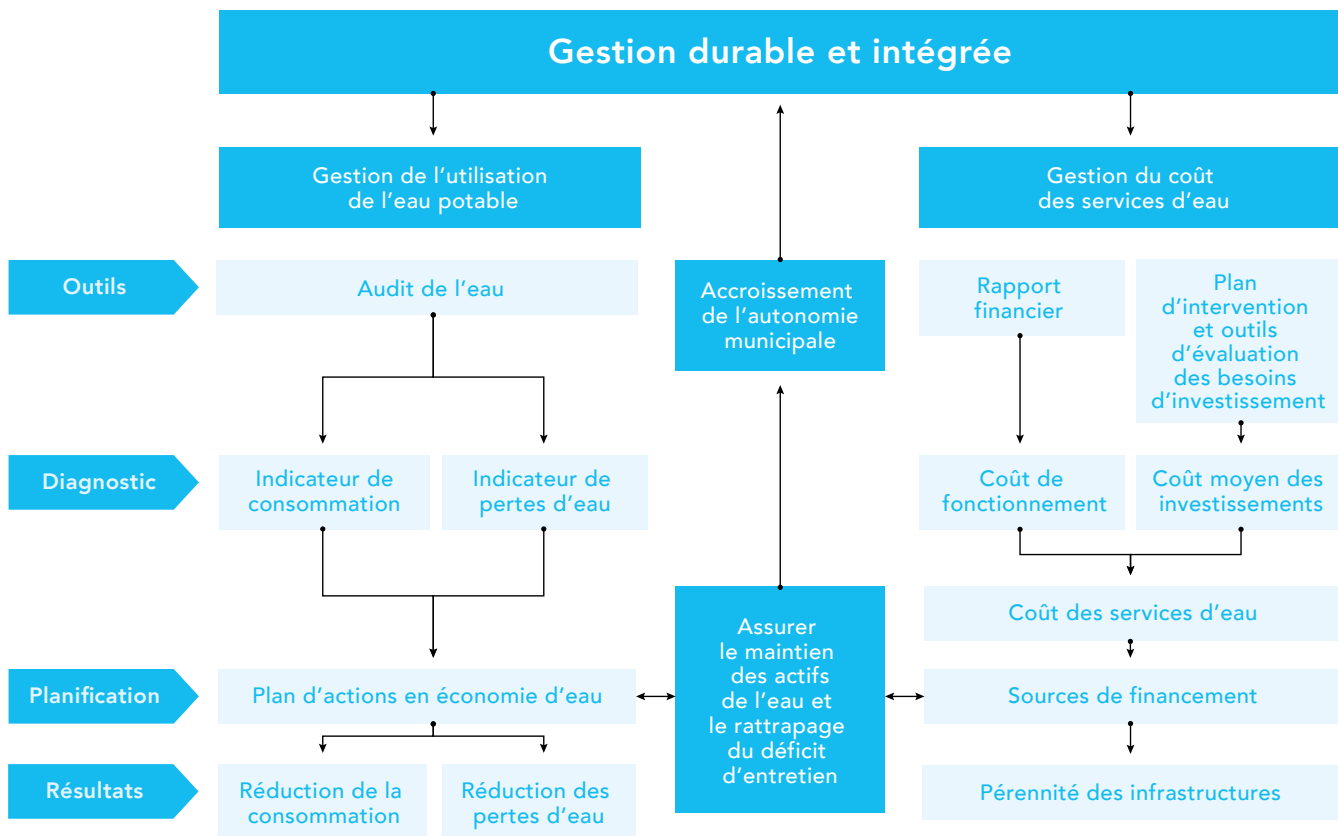 Gestion durable et intégrée
Gestion de l'utilisation
de l'eau potable
Gestion du coût
des services d'eau
Outils
Audit de l'eau
Accroissement
de l'autonomie
municipale
Rapport
financier
Plan
d'intervention
et outils
d'évaluation
des besoins
d'investissement
Diagnostic
Indicateur de
consommation
Indicateur de
pertes d'eau
Coût de
fonctionnement
Coût moyen des
investissements
Assurer
le maintien
des actifs
de l'eau et
le rattrapage
du déficit
d'entretien
Coût des services d'eau
Planification
Plan d'actions en économie d'eau
Sources de financement
Résultats
Réduction de la
consommation
Réduction des
pertes d'eau
Pérennité des infrastructures